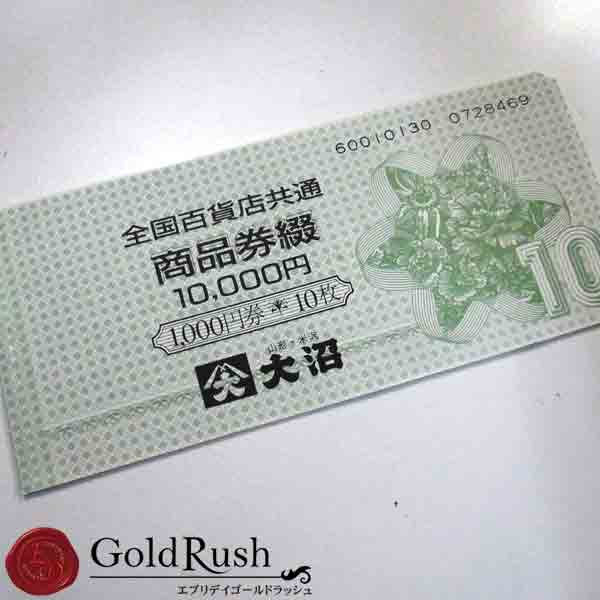 60010130 0728469
全国百貨店共通
商品券綴
10,000円
1,000円券 10枚
10
山形・米沢
大沼
GoldRush
エブリデイゴールドラッシュ